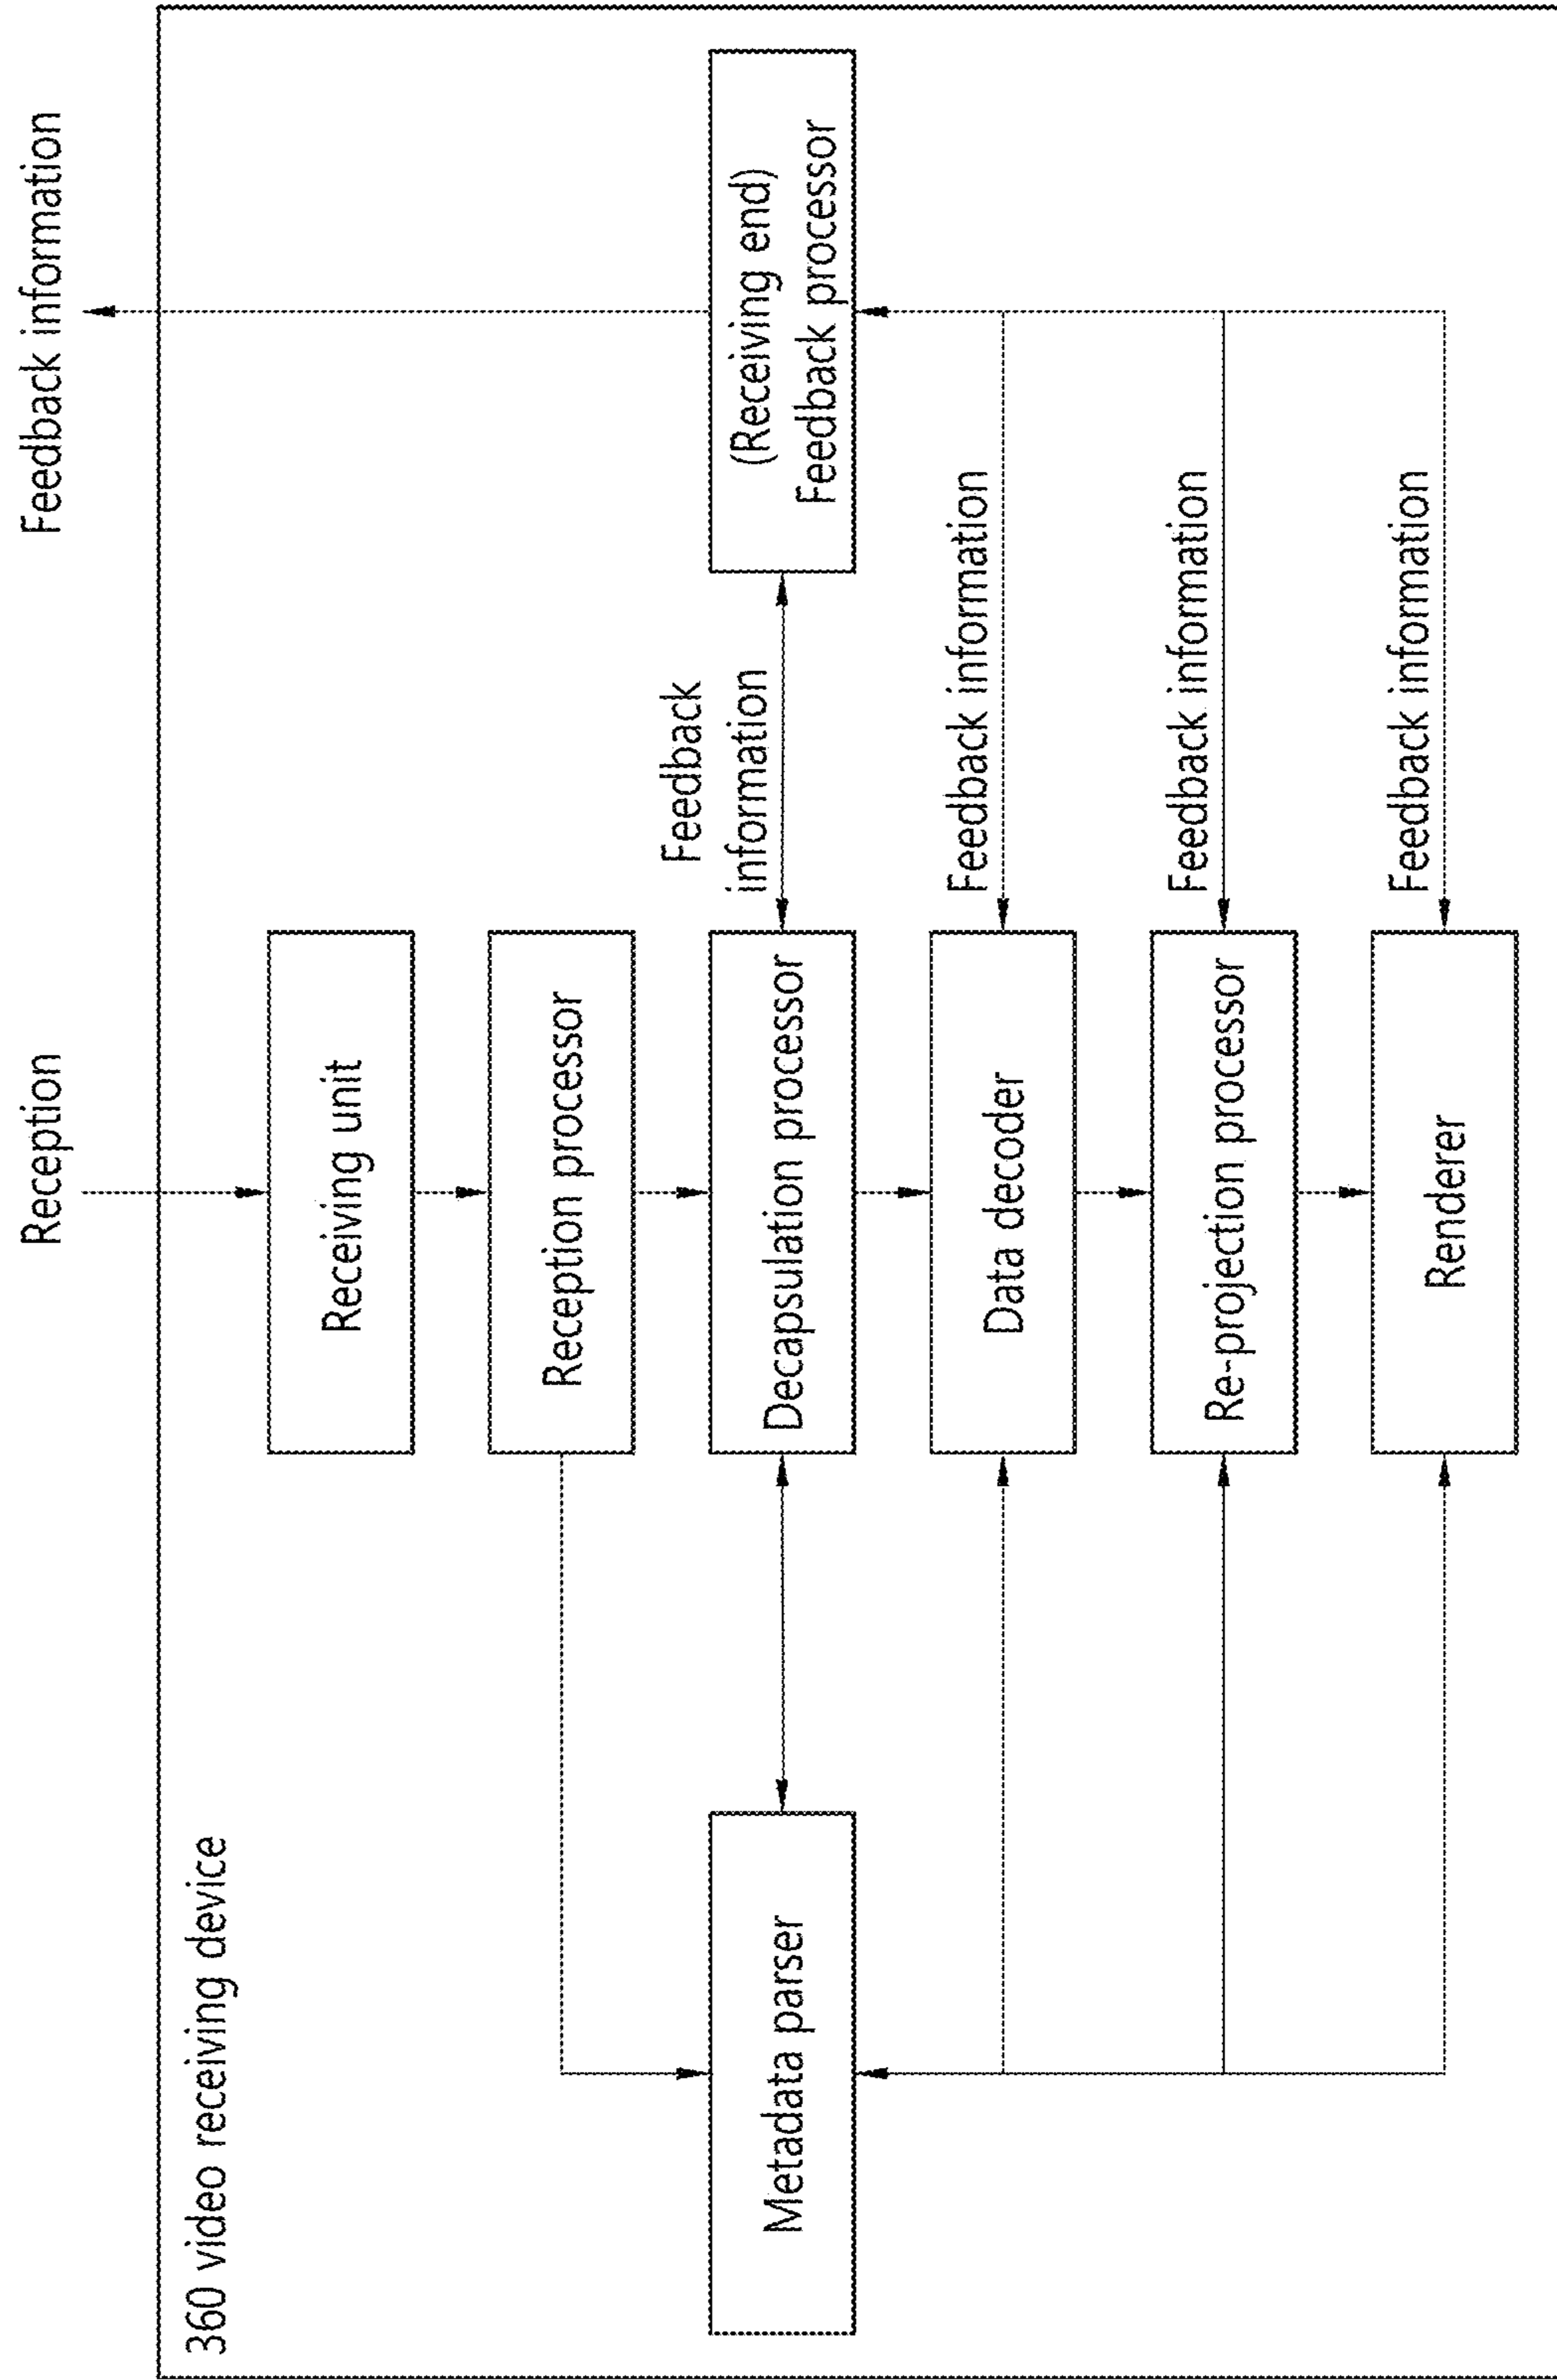 360 video receiving device
Reception
Feedback information
Receiving unit
Reception processor
Metadata parser
Decapsulation processor
Feedback
information
(Receiving end)
Feedback processor
Data decoder
Feedback information
Re-projection processor
Feedback information
Renderer
Feedback information